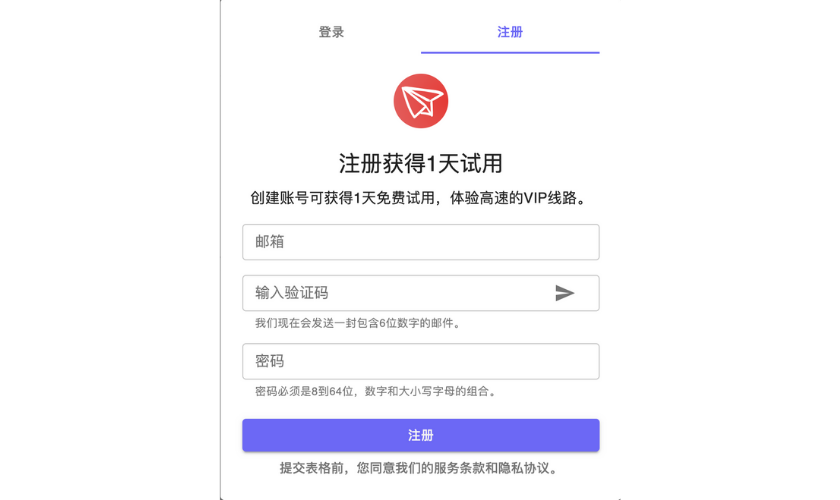 登录
注册
注册获得1天试用
创建账号可获得1天免费试用，体验高速的VIP线路。
邮箱
输入验证码
我们现在会发送一封包含6位数字的邮件。
密码
密码必须是8到64位，数字和大小写字母的组合。
注册
提交表格前，您同意我们的服务条款和隐私协议。